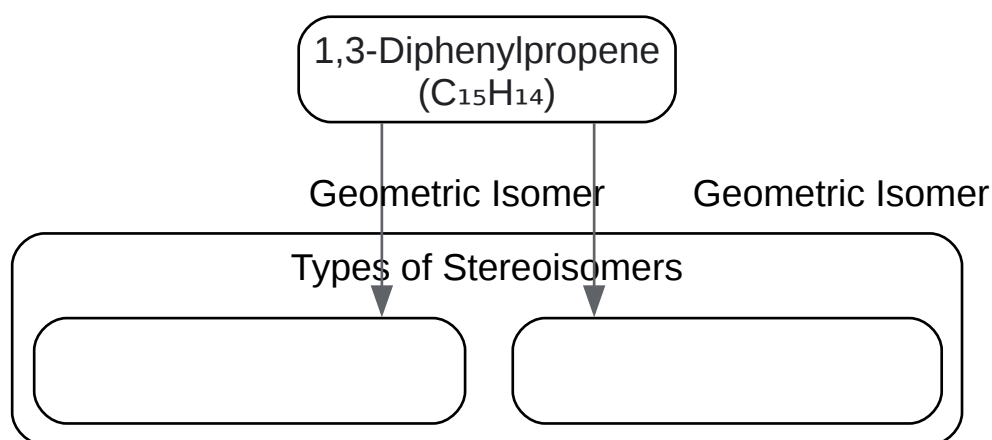 1,3-Diphenylpropene
(C₁₅H₁₄)
Geometric Isomer
Geometric Isomer
Types of Stereoisomers